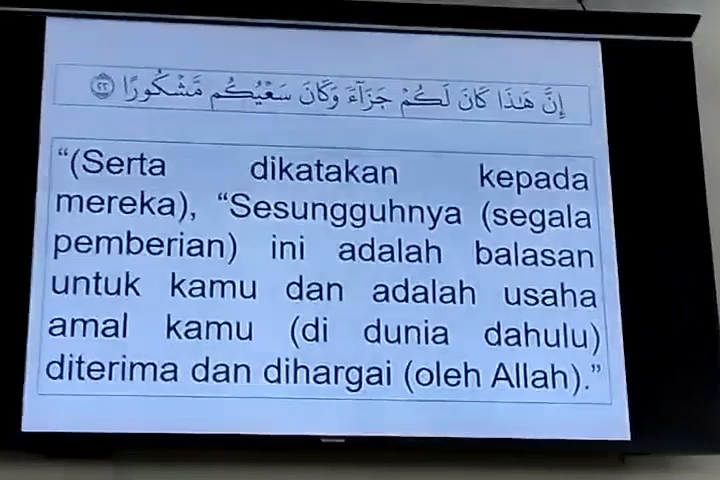 إِنَّ هَٰذَا كَانَ لَكُمْ جَزَآءً وَكَانَ سَعْيُكُم مَّشْكُورًا ٢٢
“(Serta dikatakan kepada
mereka), “Sesungguhnya (segala
pemberian) ini adalah balasan
untuk kamu dan adalah usaha
amal kamu (di dunia dahulu)
diterima dan dihargai (oleh Allah).”